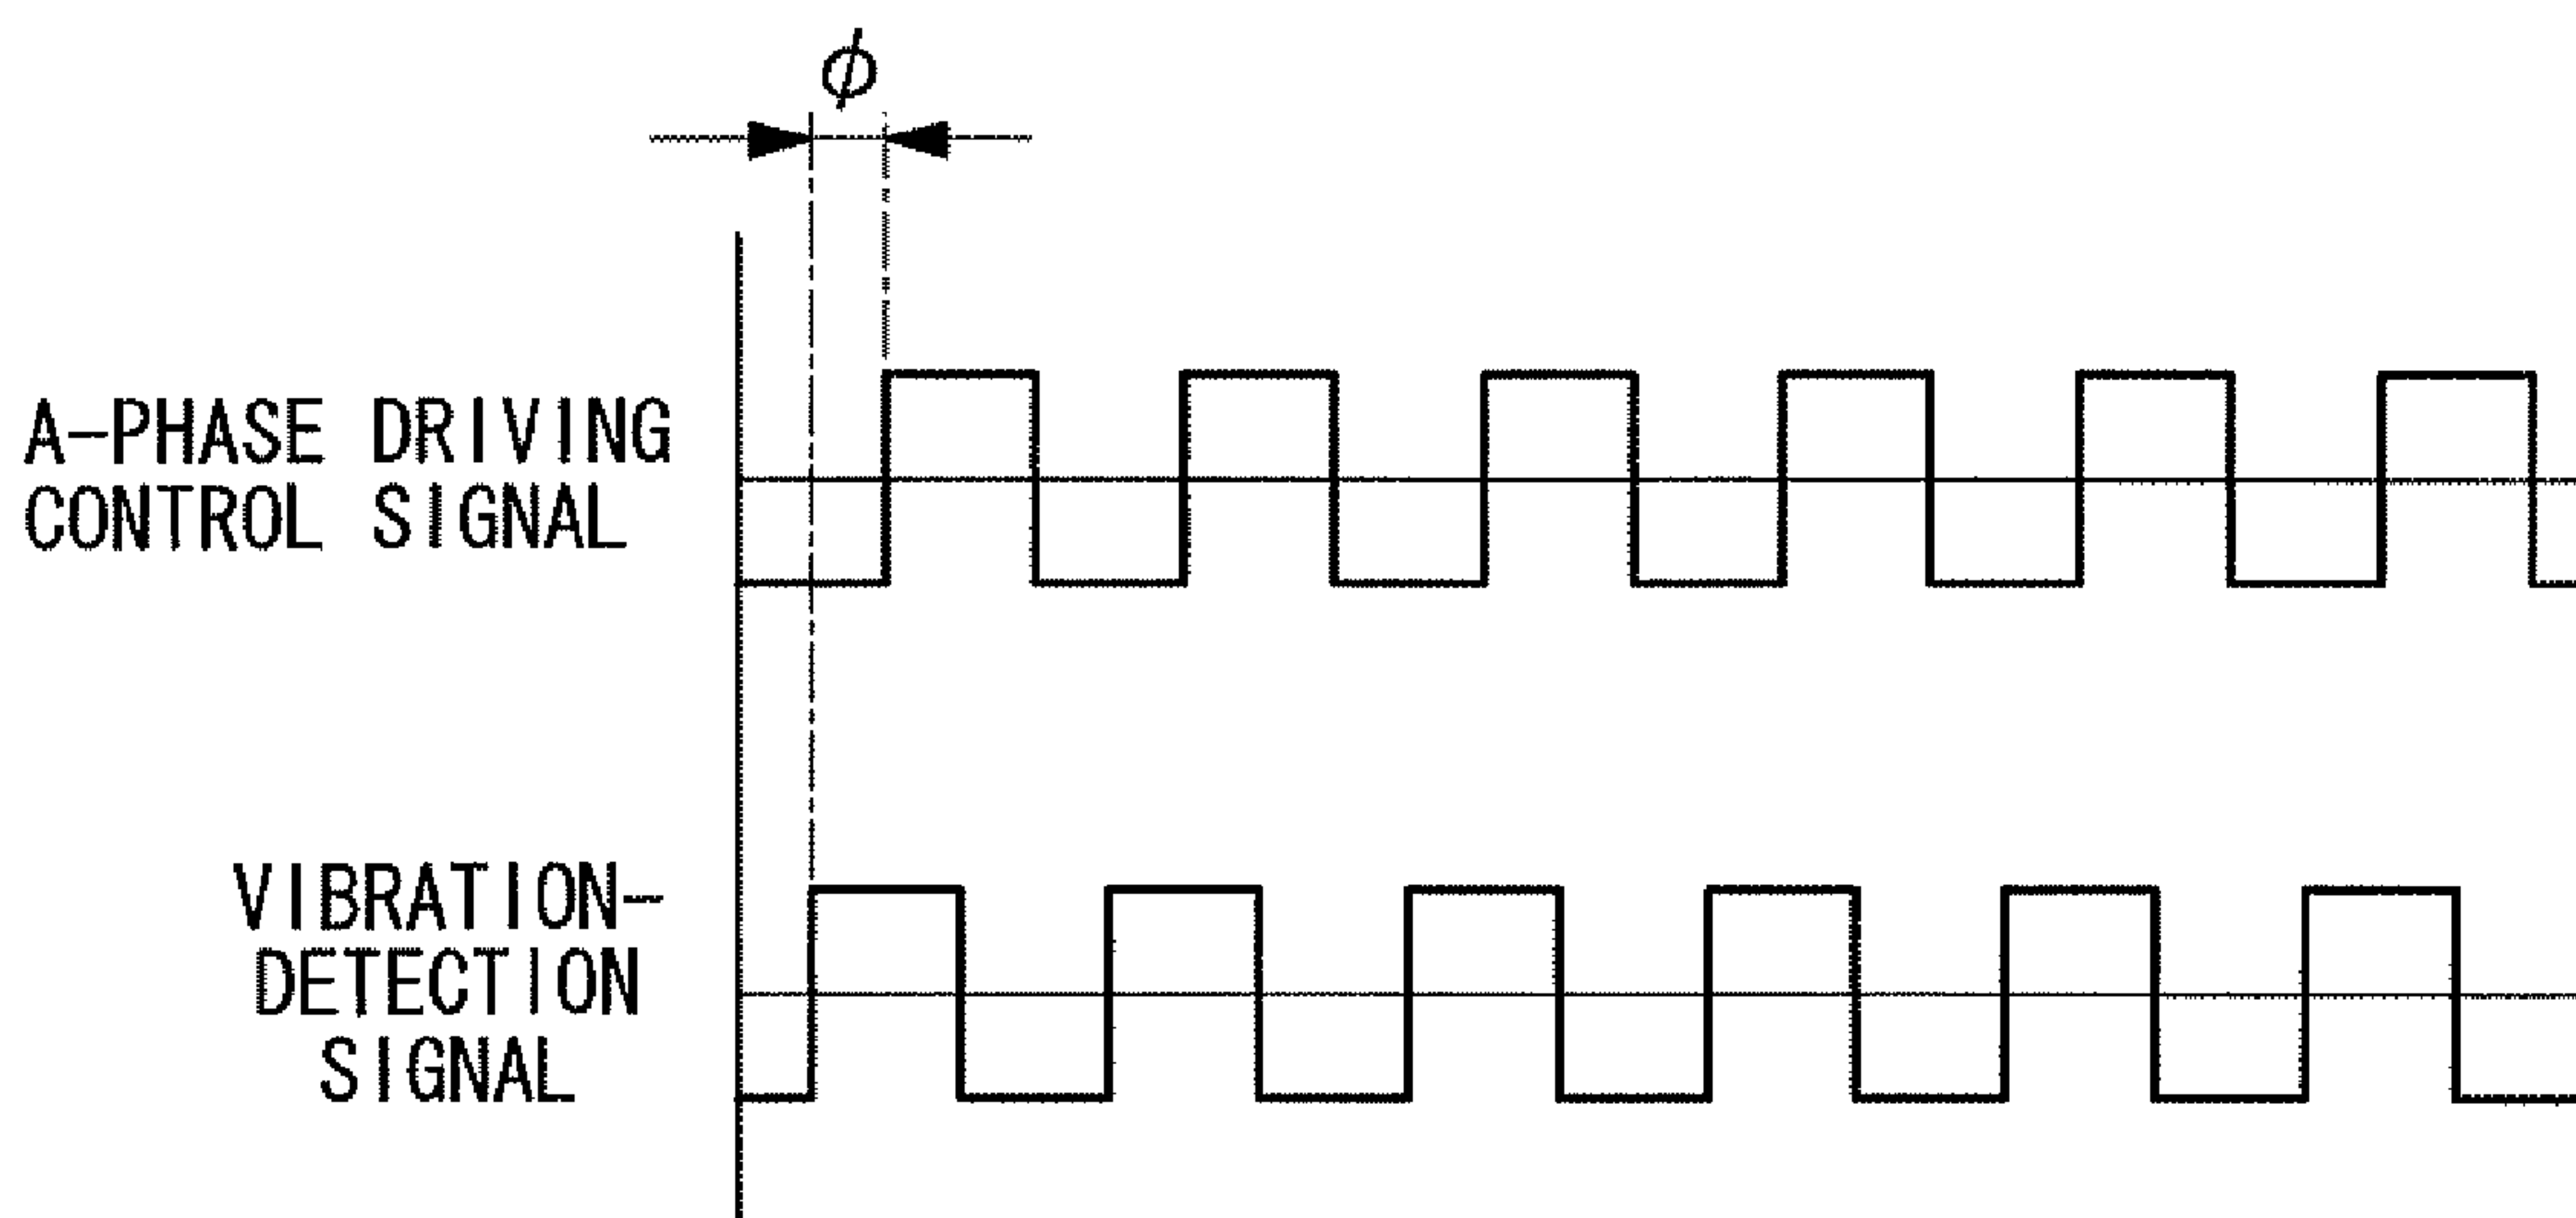 ϕ
A-PHASE DRIVING
CONTROL SIGNAL
VIBRATION-
DETECTION
SIGNAL